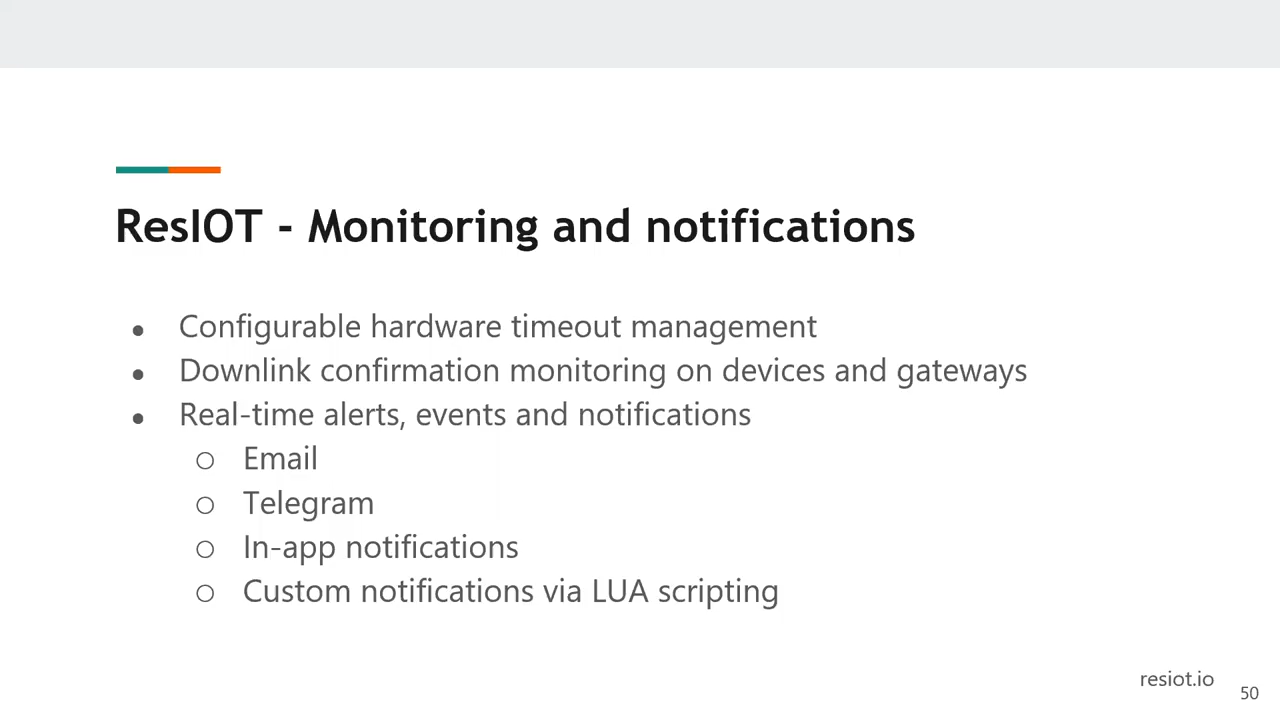 ResIOT - Monitoring and notifications
● Configurable hardware timeout management
● Downlink confirmation monitoring on devices and gateways
● Real-time alerts, events and notifications
○ Email
○ Telegram
○ In-app notifications
○ Custom notifications via LUA scripting
resiot.io
50